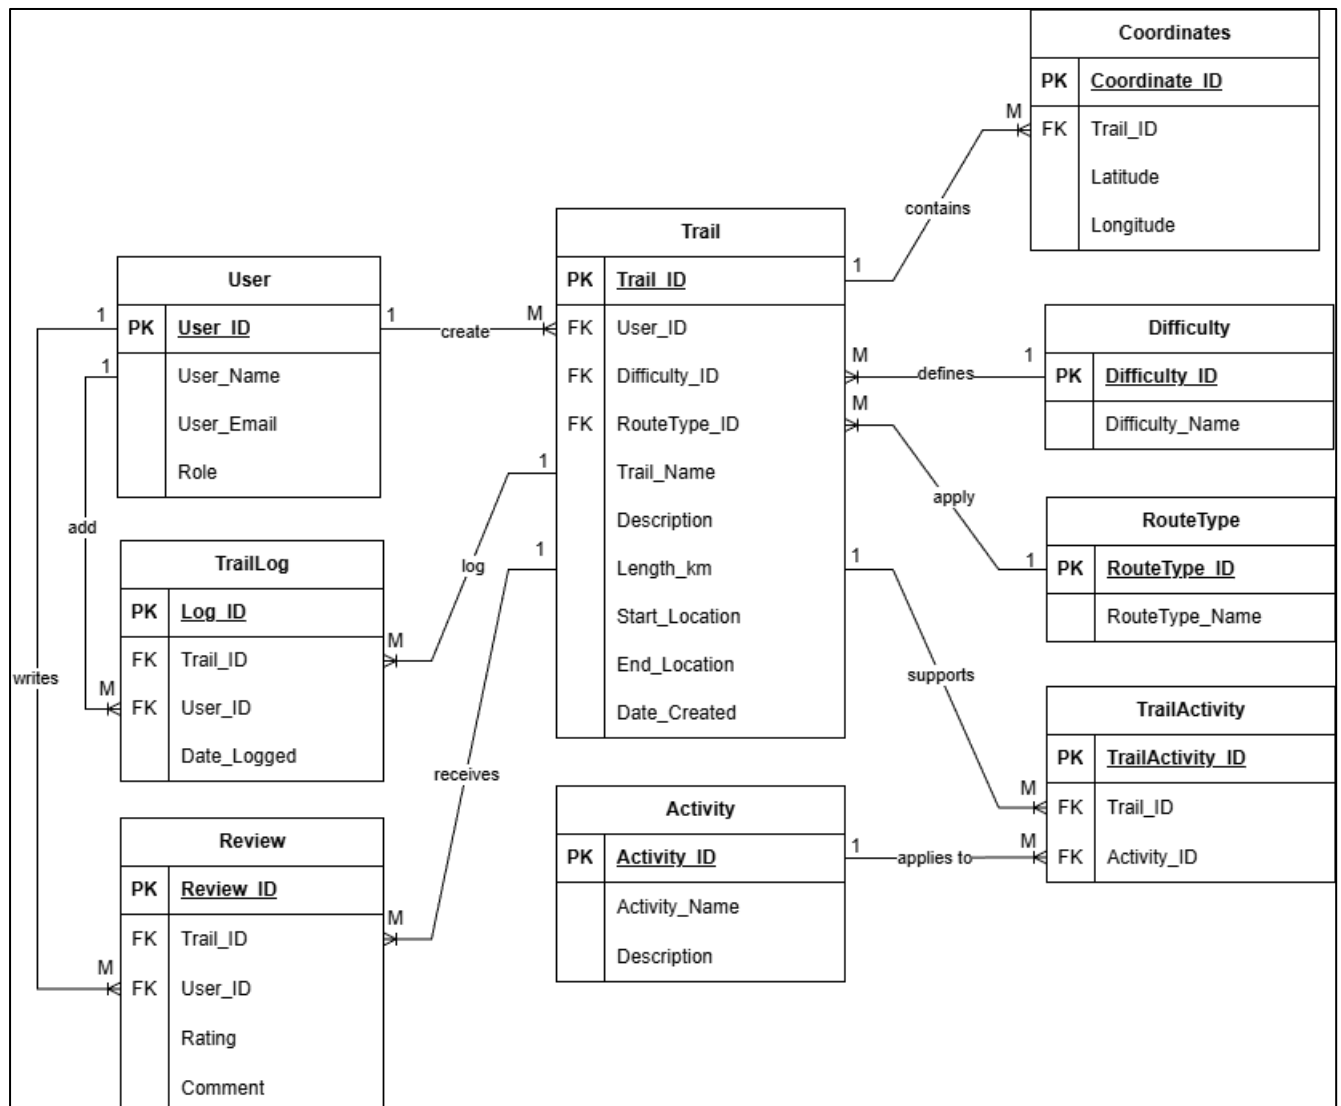 Coordinates
PK Coordinate_ID
FK Trail_ID
Latitude
Longitude
M
contains
Trail
PK Trail_ID
FK User_ID
FK Difficulty_ID
FK RouteType_ID
Trail_Name
Description
Length_km
Start_Location
End_Location
Date_Created
1
User
PK User_ID
User_Name
User_Email
Role
1
1
1
create
M
Difficulty
PK Difficulty_ID
Difficulty_Name
M
defines
1
M
apply
1
RouteType
PK RouteType_ID
RouteType_Name
add
1
log
TrailLog
PK Log_ID
FK Trail_ID
FK User_ID
Date_Logged
M
M
writes
1
receives
1
supports
TrailActivity
PK TrailActivity_ID
FK Trail_ID
FK Activity_ID
M
M
Activity
PK Activity_ID
Activity_Name
Description
1
applies to
Review
PK Review_ID
FK Trail_ID
FK User_ID
Rating
Comment
M
M